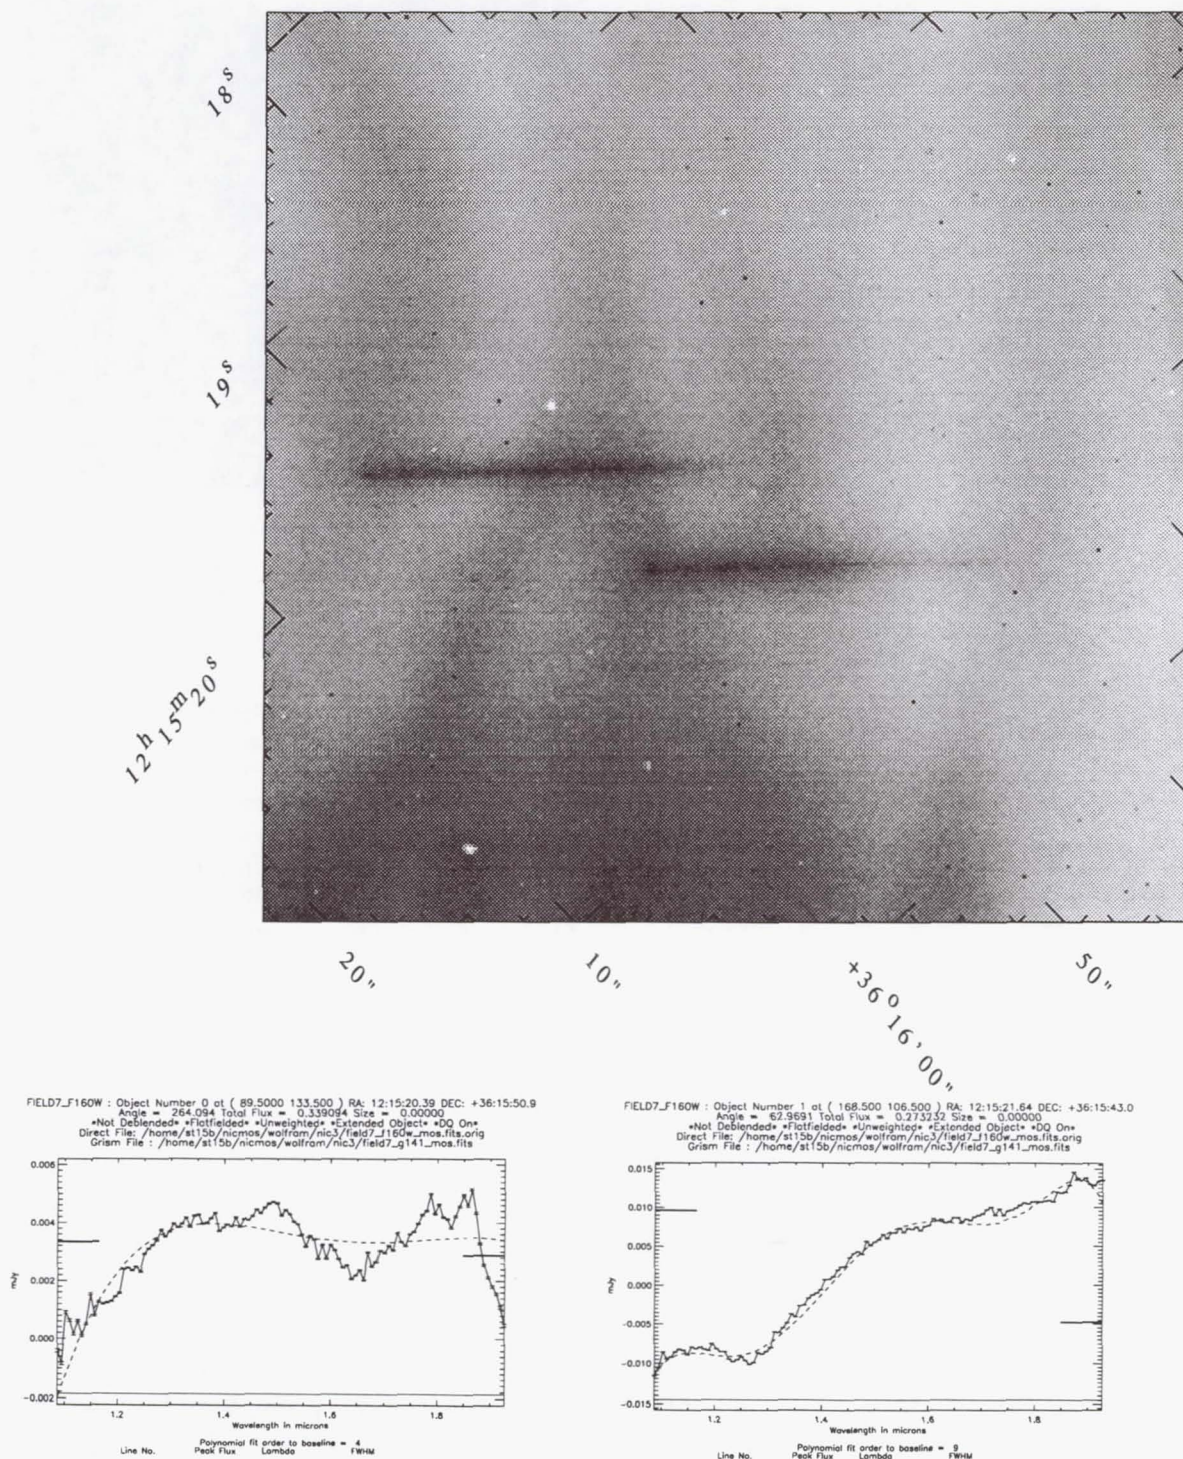 18s
19s
12h 15m 20s
20"
10"
+36o 16' 00"
50"
FIELD7_F160W : Object Number 0 at ( 89.5000 133.500 ) RA: 12:15:20.39 DEC: +36:15:50.9
Angle = 264.094 Total Flux = 0.339094 Size = 0.00000
*Not Deblended* *Flatfielded* *Unweighted* *Extended Object* *DQ On*
Direct File: /home/st15b/nicmos/wolfram/nic3/field7_f160w_mos.fits.orig
Grism File : /home/st15b/nicmos/wolfram/nic3/field7_g141_mos.fits
0.006
0.004
0.002
0.000
-0.002
mJy
1.2 1.4 1.6 1.8
Wavelength in microns
Polynomial fit order to baseline = 4
Line No. Peak Flux Lambda FWHM
FIELD7_F160W : Object Number 1 at ( 168.500 106.500 ) RA: 12:15:21.64 DEC: +36:15:43.0
Angle = 62.9691 Total Flux = 0.273232 Size = 0.00000
*Not Deblended* *Flatfielded* *Unweighted* *Extended Object* *DQ On*
Direct File: /home/st15b/nicmos/wolfram/nic3/field7_f160w_mos.fits.orig
Grism File : /home/st15b/nicmos/wolfram/nic3/field7_g141_mos.fits
0.015
0.010
0.005
0.000
-0.005
-0.010
-0.015
mJy
1.2 1.4 1.6 1.8
Wavelength in microns
Polynomial fit order to baseline = 9
Line No. Peak Flux Lambda FWHM